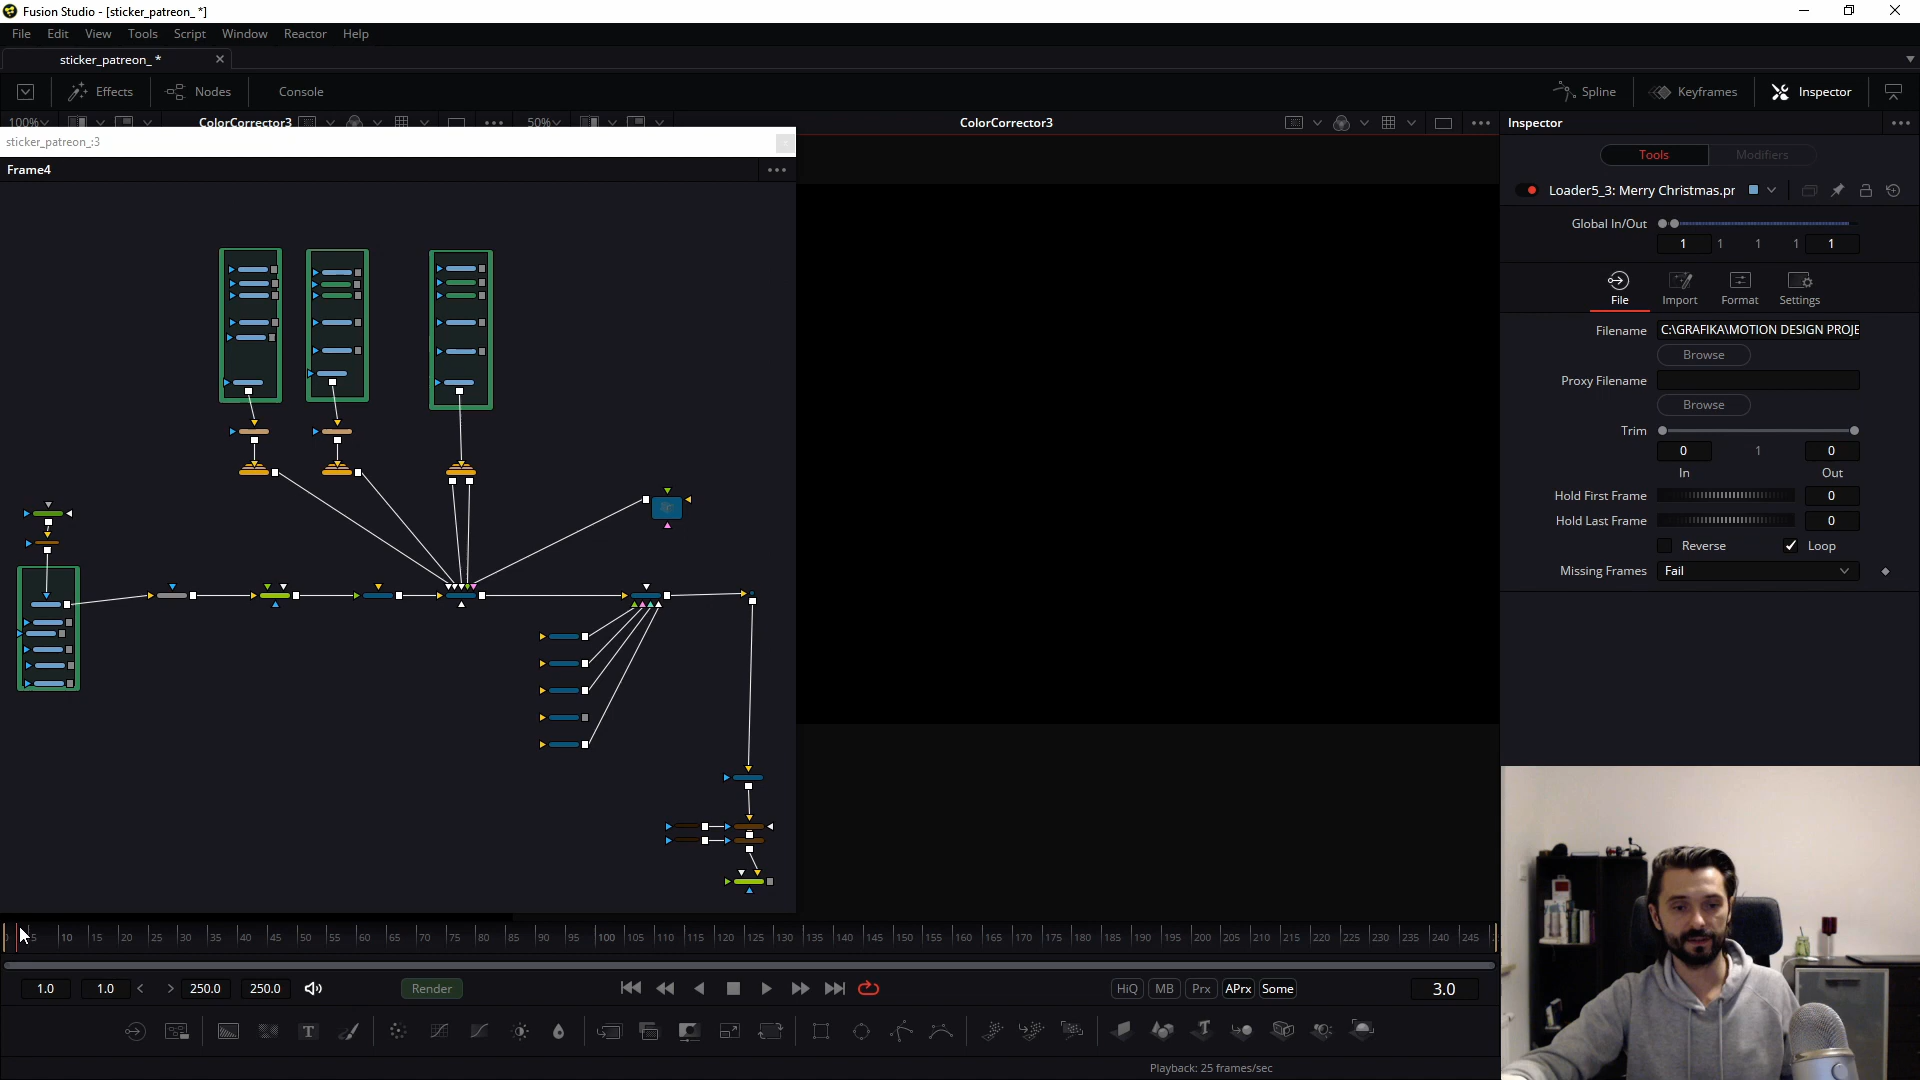 Fusion Studio - [sticker_patreon_ *]
File Edit View Tools Script Window Reactor Help
sticker_patreon_ *
Effects Nodes Console Spline Keyframes Inspector
100% ColorCorrector3 50% ColorCorrector3 Inspector
sticker_patreon_:3
Frame4
Tools Modifiers
Loader5_3: Merry Christmas.pr
Global In/Out
1 1 1 1 1
File Import Format Settings
Filename C:\GRAFIKA\MOTION DESIGN PROJE
Browse
Proxy Filename
Browse
Trim
0 1 0
In Out
Hold First Frame 0
Hold Last Frame 0
Reverse Loop
Missing Frames Fail
5 10 15 20 25 30 35 40 45 50 55 60 65 70 75 80 85 90 95 100 105 110 115 120 125 130 135 140 145 150 155 160 165 170 175 180 185 190 195 200 205 210 215 220 225 230 235 240 245
1.0 1.0 < > 250.0 250.0 Render HiQ MB Prx APrx Some 3.0
Playback: 25 frames/sec